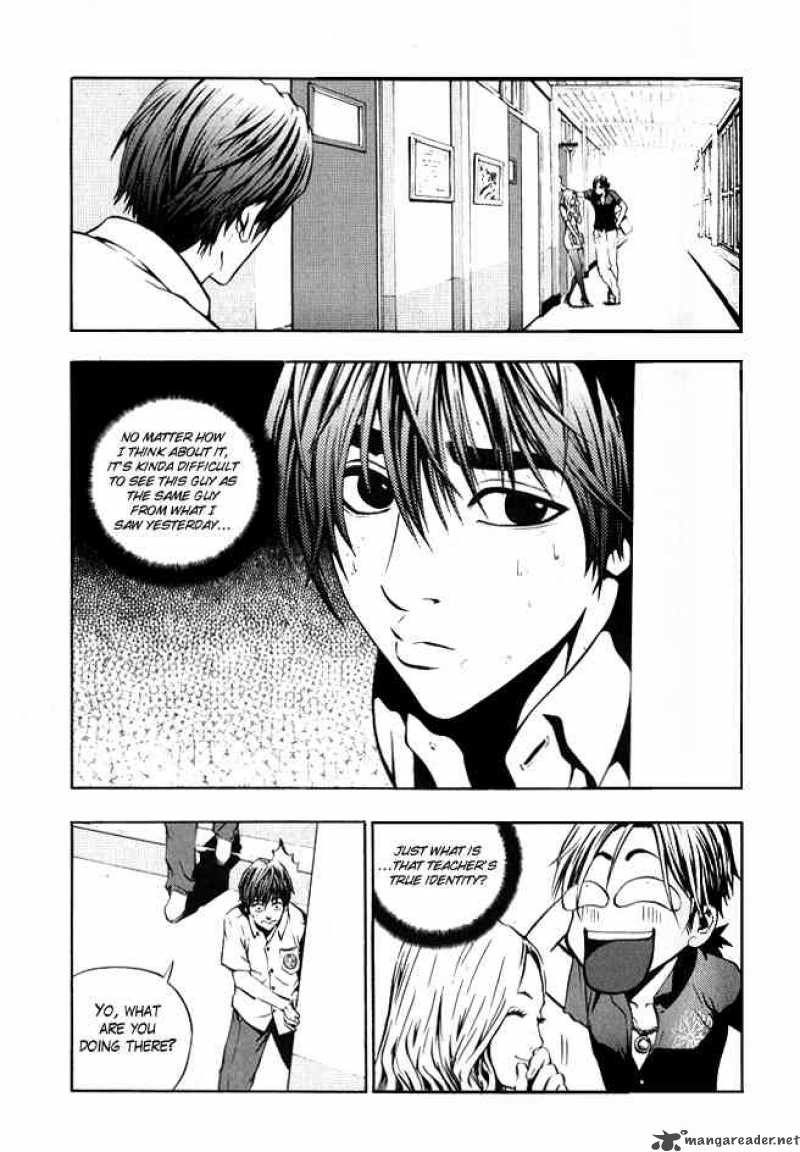 NO MATTER HOW
I THINK ABOUT IT,
IT'S KINDA DIFFICULT
TO SEE THIS GUY AS
THE SAME GUY
FROM WHAT I
SAW YESTERDAY...
YO, WHAT
ARE YOU
DOING THERE?
JUST WHAT IS
...THAT TEACHER'S
TRUE IDENTITY?
mangareader.net